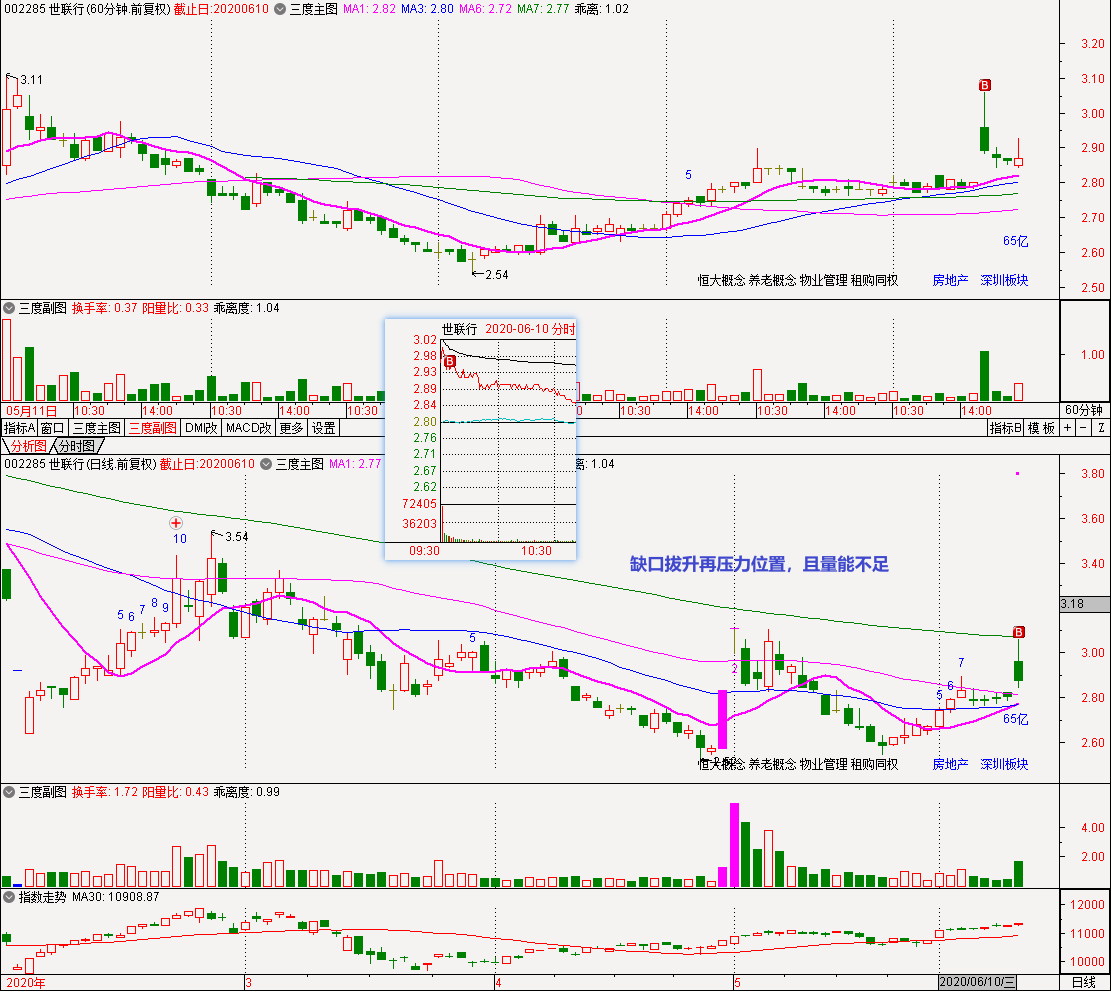 002285 世联行(60分钟.前复权) 截止日:20200610 三度主图 MA1: 2.82 MA3: 2.80 MA6: 2.72 MA7: 2.77 乖离: 1.02
3.20
3.11
3.10
B
3.00
2.90
5
2.80
2.70
65亿
2.60
2.54
恒大概念 养老概念 物业管理 租购同权 房地产 深圳板块
2.50
三度副图 换手率: 0.37 阳量比: 0.33 乖离度: 1.04
1.00
05月11日 10:30 14:00 10:30 14:00 10:30 10:30 14:00 10:30 14:00 10:30 14:00 60分钟
指标A 窗口 三度主图 三度副图 DMI改 MACD改 更多 设置 指标B 模 板 + - Z
分析图 分时图
世联行 2020-06-10 分时
3.02
2.98
B
2.93
2.89
2.84
2.80
2.76
2.71
2.67
2.62
72405
36203
09:30 10:30
002285 世联行(日线.前复权) 截止日:20200610 三度主图 MA1: 2.77 离: 1.04
3.80
3.60
10
3.54
缺口拔升再压力位置，且量能不足
3.40
5 6 7 8 9
3.18
B
5
3.00
7
2
5 6
2.80
65亿
2.60
恒大概念 养老概念 物业管理 租购同权 房地产 深圳板块
三度副图 换手率: 1.72 阳量比: 0.43 乖离度: 0.99
4.00
2.00
指数走势 MA30: 10908.87
12000
11000
10000
2020年 3 4 5 2020/06/10/三 日线